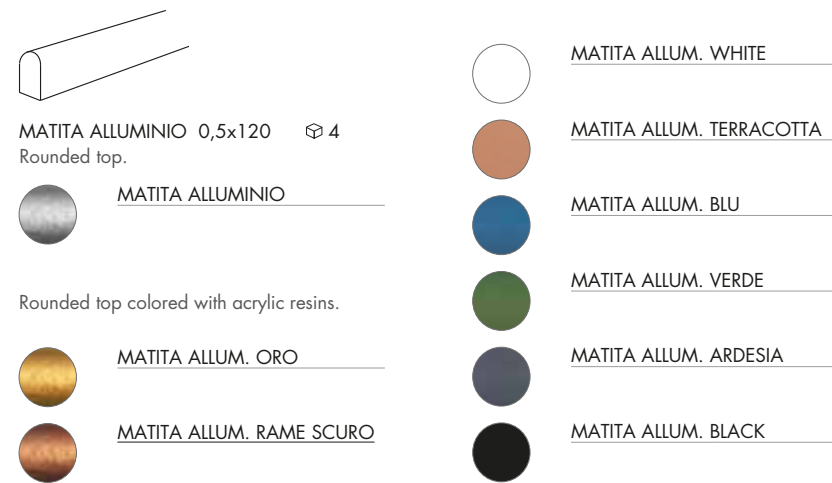 MATITA ALLUMINIO 0,5x120 4
Rounded top.
MATITA ALLUMINIO
Rounded top colored with acrylic resins.
MATITA ALLUM. ORO
MATITA ALLUM. RAME SCURO
MATITA ALLUM. WHITE
MATITA ALLUM. TERRACOTTA
MATITA ALLUM. BLU
MATITA ALLUM. VERDE
MATITA ALLUM. ARDESIA
MATITA ALLUM. BLACK